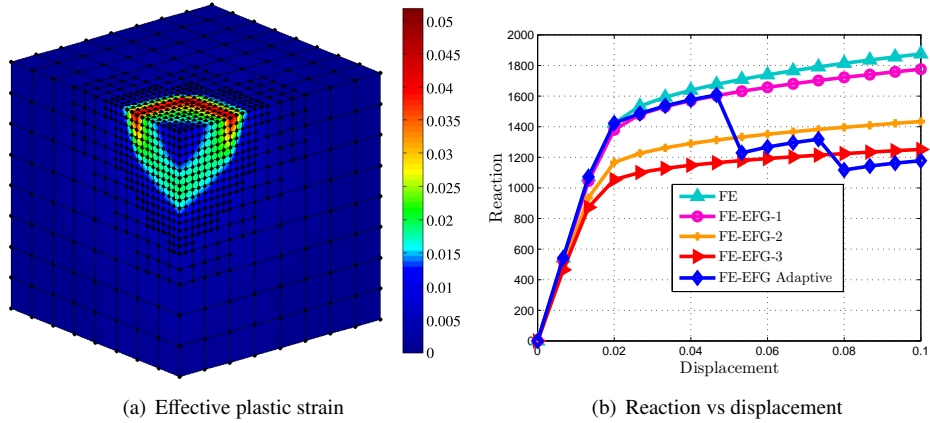 0.05
0.045
0.04
0.035
0.03
0.025
0.02
0.015
0.01
0.005
0
(a) Effective plastic strain
2000
1800
1600
1400
1200
1000
800
600
400
200
0
0 0.02 0.04 0.06 0.08 0.1
Reaction
Displacement
FE
FE-EFG-1
FE-EFG-2
FE-EFG-3
FE-EFG Adaptive
(b) Reaction vs displacement